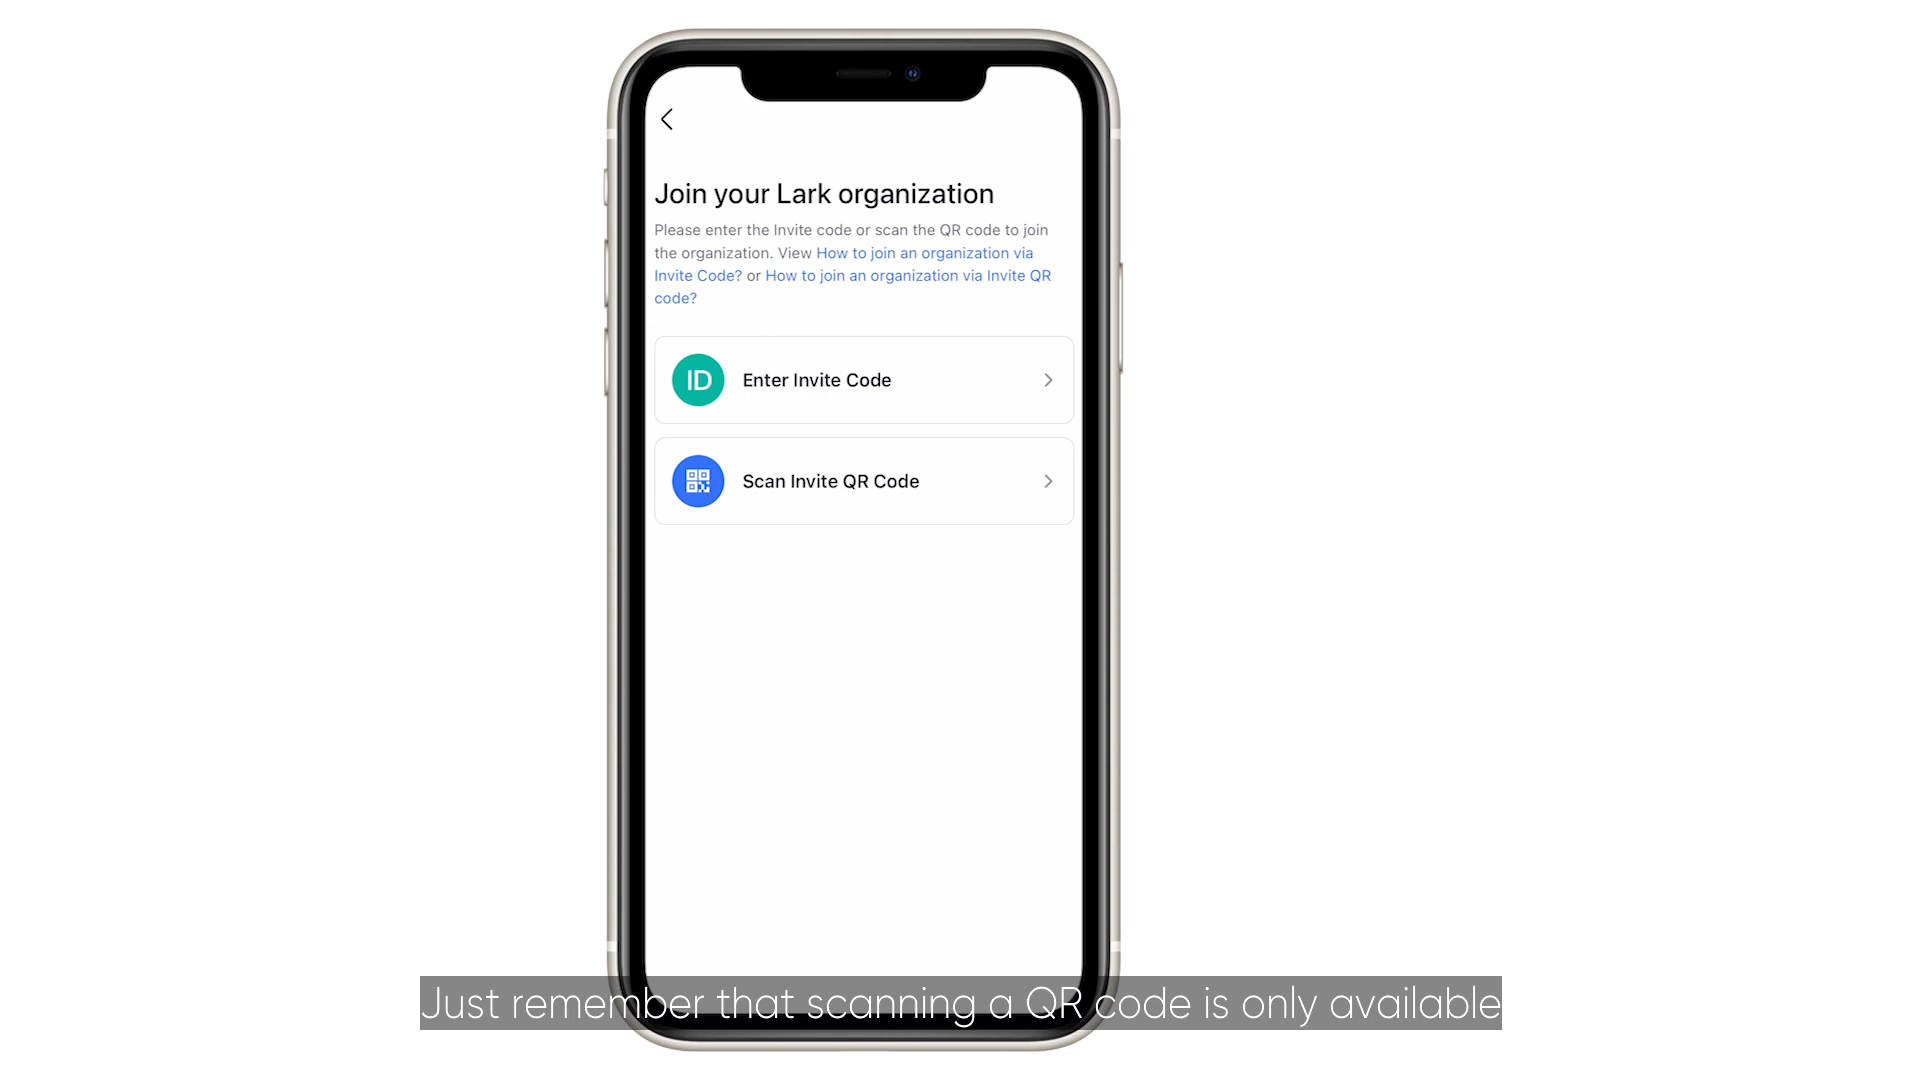 Join your Lark organization
Please enter the Invite code or scan the QR code to join
the organization. View How to join an organization via
Invite Code? or How to join an organization via Invite QR
code?
ID
Enter Invite Code
Scan Invite QR Code
Just remember that scanning a QR code is only available